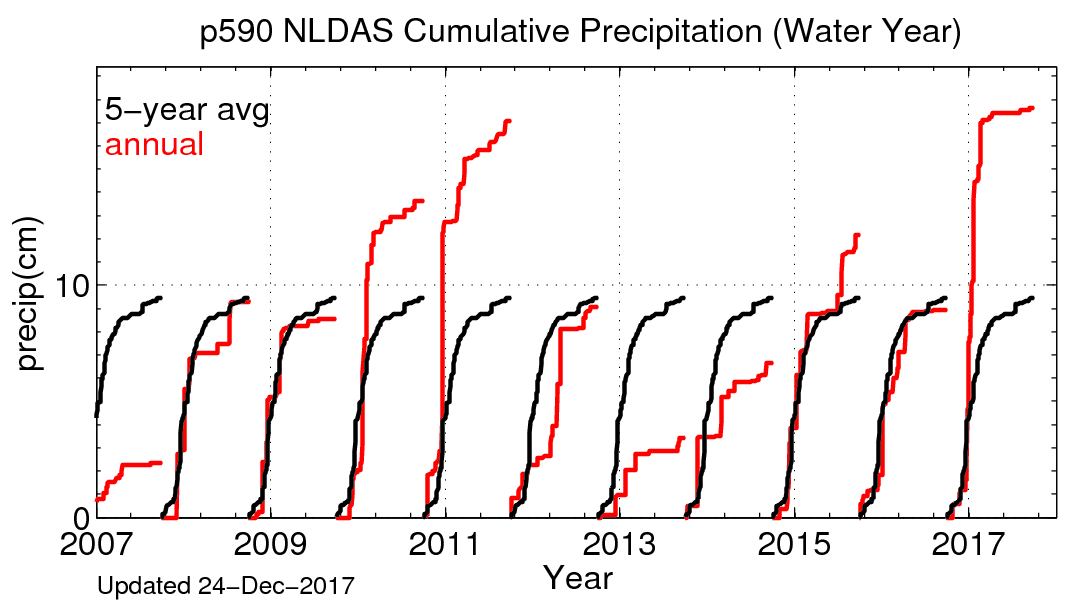 p590 NLDAS Cumulative Precipitation (Water Year)
5−year avg
annual
precip(cm)
10
0
2007 2009 2011 2013 2015 2017
Year
Updated 24−Dec−2017